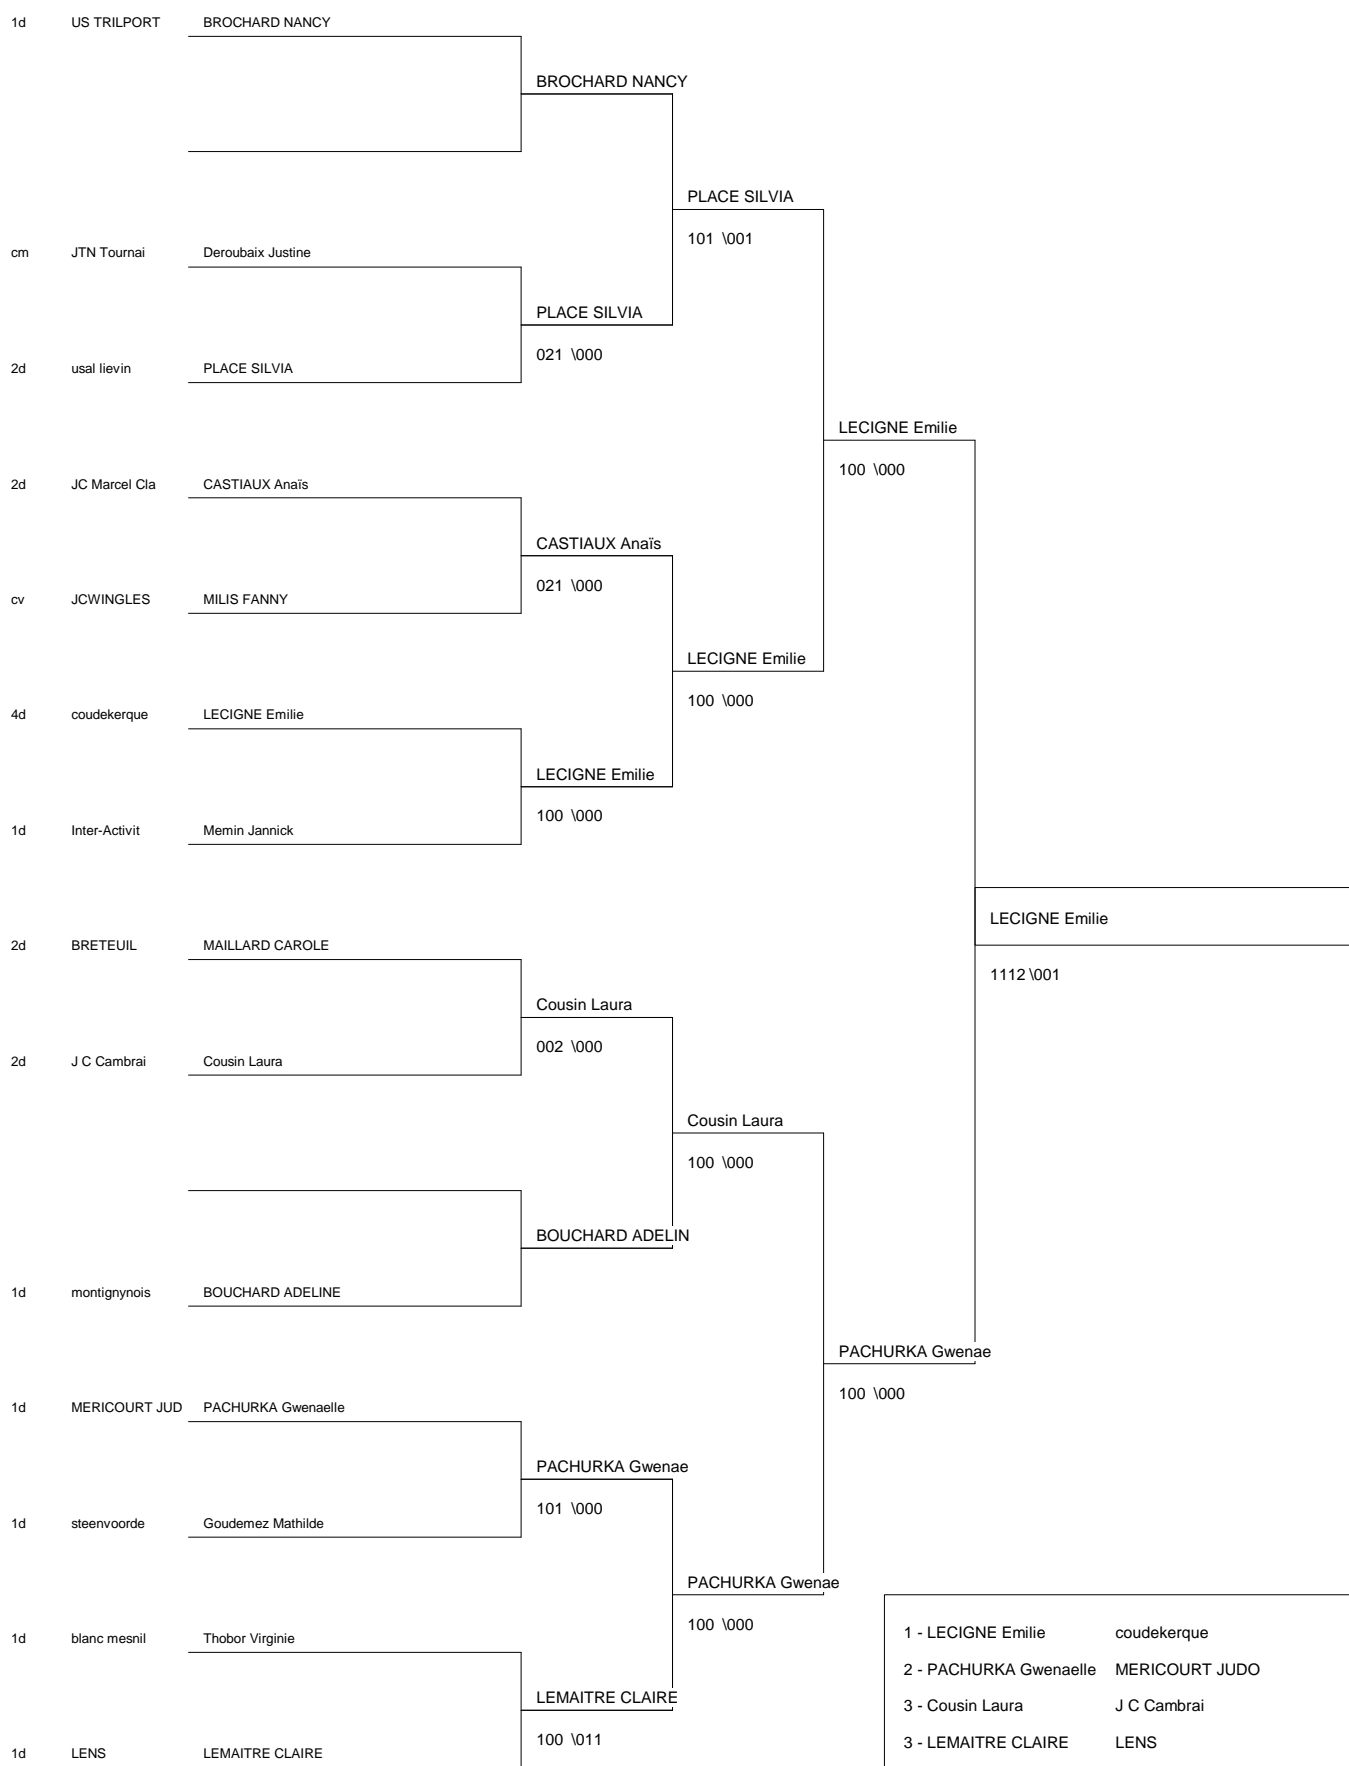 1d US TRILPORT BROCHARD NANCY
BROCHARD NANCY
PLACE SILVIA
101 \001
cm JTN Tournai Deroubaix Justine
PLACE SILVIA
021 \000
2d usal lievin PLACE SILVIA
LECIGNE Emilie
100 \000
2d JC Marcel Cla CASTIAUX Anaïs
CASTIAUX Anaïs
021 \000
cv JCWINGLES MILIS FANNY
LECIGNE Emilie
100 \000
4d coudekerque LECIGNE Emilie
LECIGNE Emilie
100 \000
1d Inter-Activit Memin Jannick
LECIGNE Emilie
1112 \001
2d BRETEUIL MAILLARD CAROLE
Cousin Laura
002 \000
2d J C Cambrai Cousin Laura
Cousin Laura
100 \000
BOUCHARD ADELIN
1d montignynois BOUCHARD ADELINE
PACHURKA Gwenae
100 \000
1d MERICOURT JUD PACHURKA Gwenaelle
PACHURKA Gwenae
101 \000
1d steenvoorde Goudemez Mathilde
PACHURKA Gwenae
100 \000
1d blanc mesnil Thobor Virginie
LEMAITRE CLAIRE
100 \011
1d LENS LEMAITRE CLAIRE
1 - LECIGNE Emilie coudekerque
2 - PACHURKA Gwenaelle MERICOURT JUDO
3 - Cousin Laura J C Cambrai
3 - LEMAITRE CLAIRE LENS